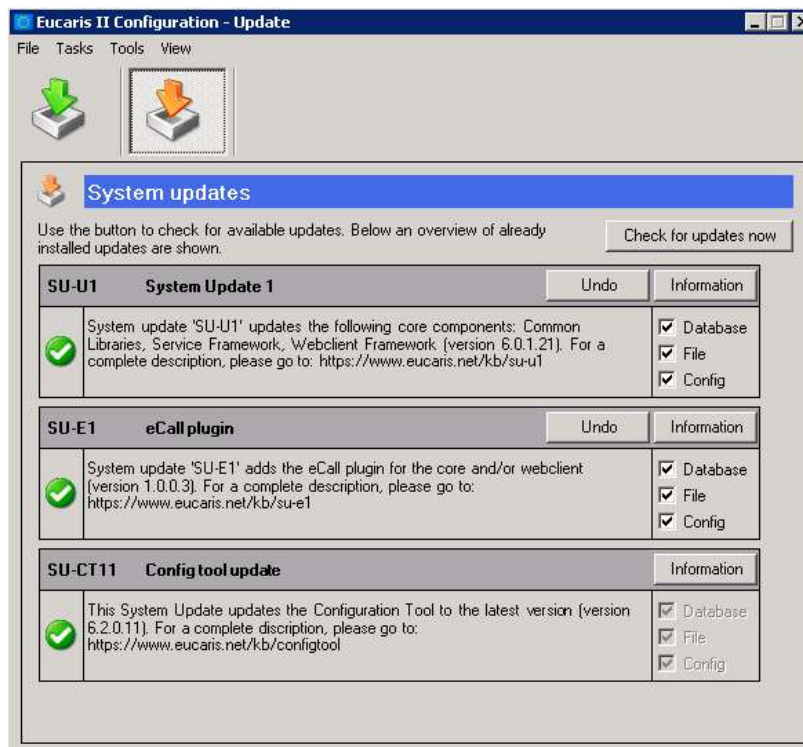 Eucaris II Configuration - Update
File Tasks Tools View
System updates
Use the button to check for available updates. Below an overview of already
installed updates are shown.
Check for updates now
SU-U1 System Update 1 Undo Information
System update 'SU-U1' updates the following core components: Common
Libraries, Service Framework, Webclient Framework (version 6.0.1.21). For a
complete description, please go to: https://www.eucaris.net/kb/su-u1
Database
File
Config
SU-E1 eCall plugin Undo Information
System update 'SU-E1' adds the eCall plugin for the core and/or webclient
(version 1.0.0.3). For a complete description, please go to:
https://www.eucaris.net/kb/su-e1
Database
File
Config
SU-CT11 Config tool update Information
This System Update updates the Configuration Tool to the latest version (version
6.2.0.11). For a complete discription, please go to:
https://www.eucaris.net/kb/configtool
Database
File
Config